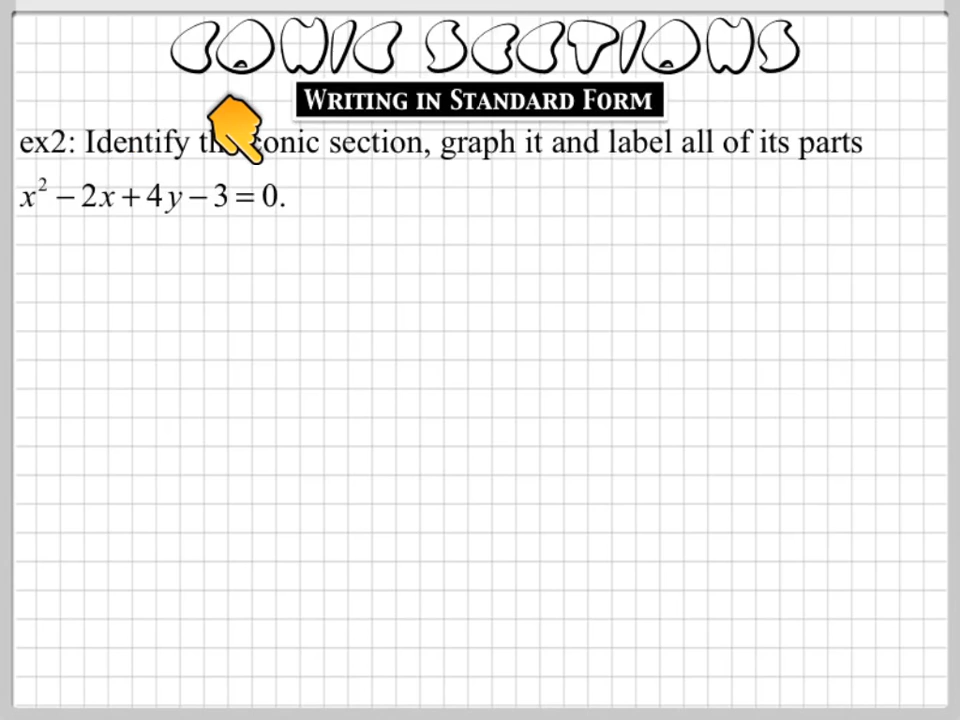 CONIC SECTIONS
WRITING IN STANDARD FORM
ex2: Identify the conic section, graph it and label all of its parts
x² − 2x + 4y − 3 = 0.